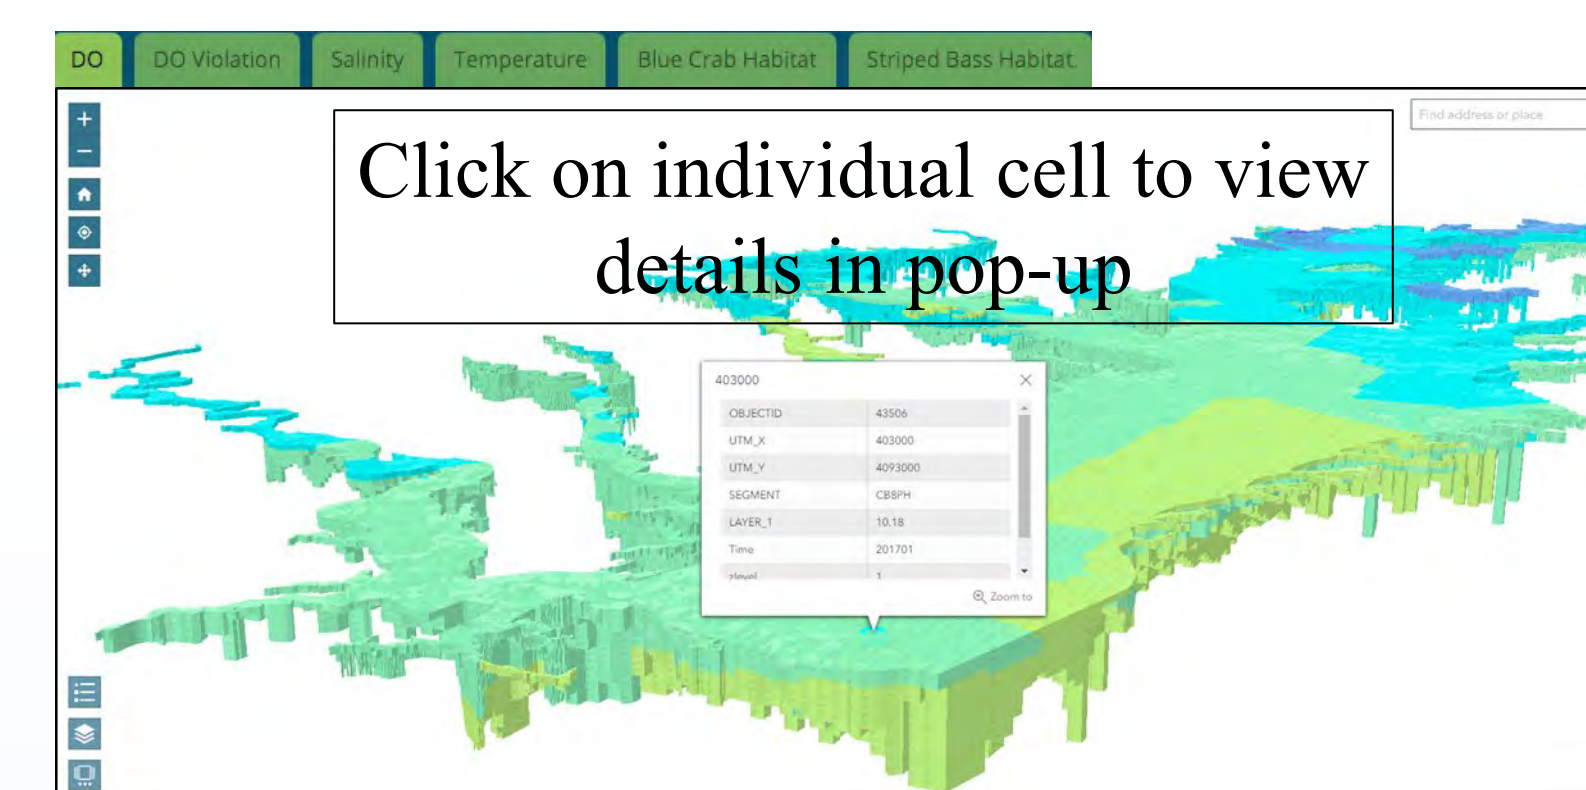 DO DO Violation Salinity Temperature Blue Crab Habitat Striped Bass Habitat
Find address or place
Click on individual cell to view
details in pop-up
403000
OBJECTID 43506
UTM_X 403000
UTM_Y 4093000
SEGMENT CB8PH
LAYER_1 10.18
Time 201701
zlevel 1
Zoom to